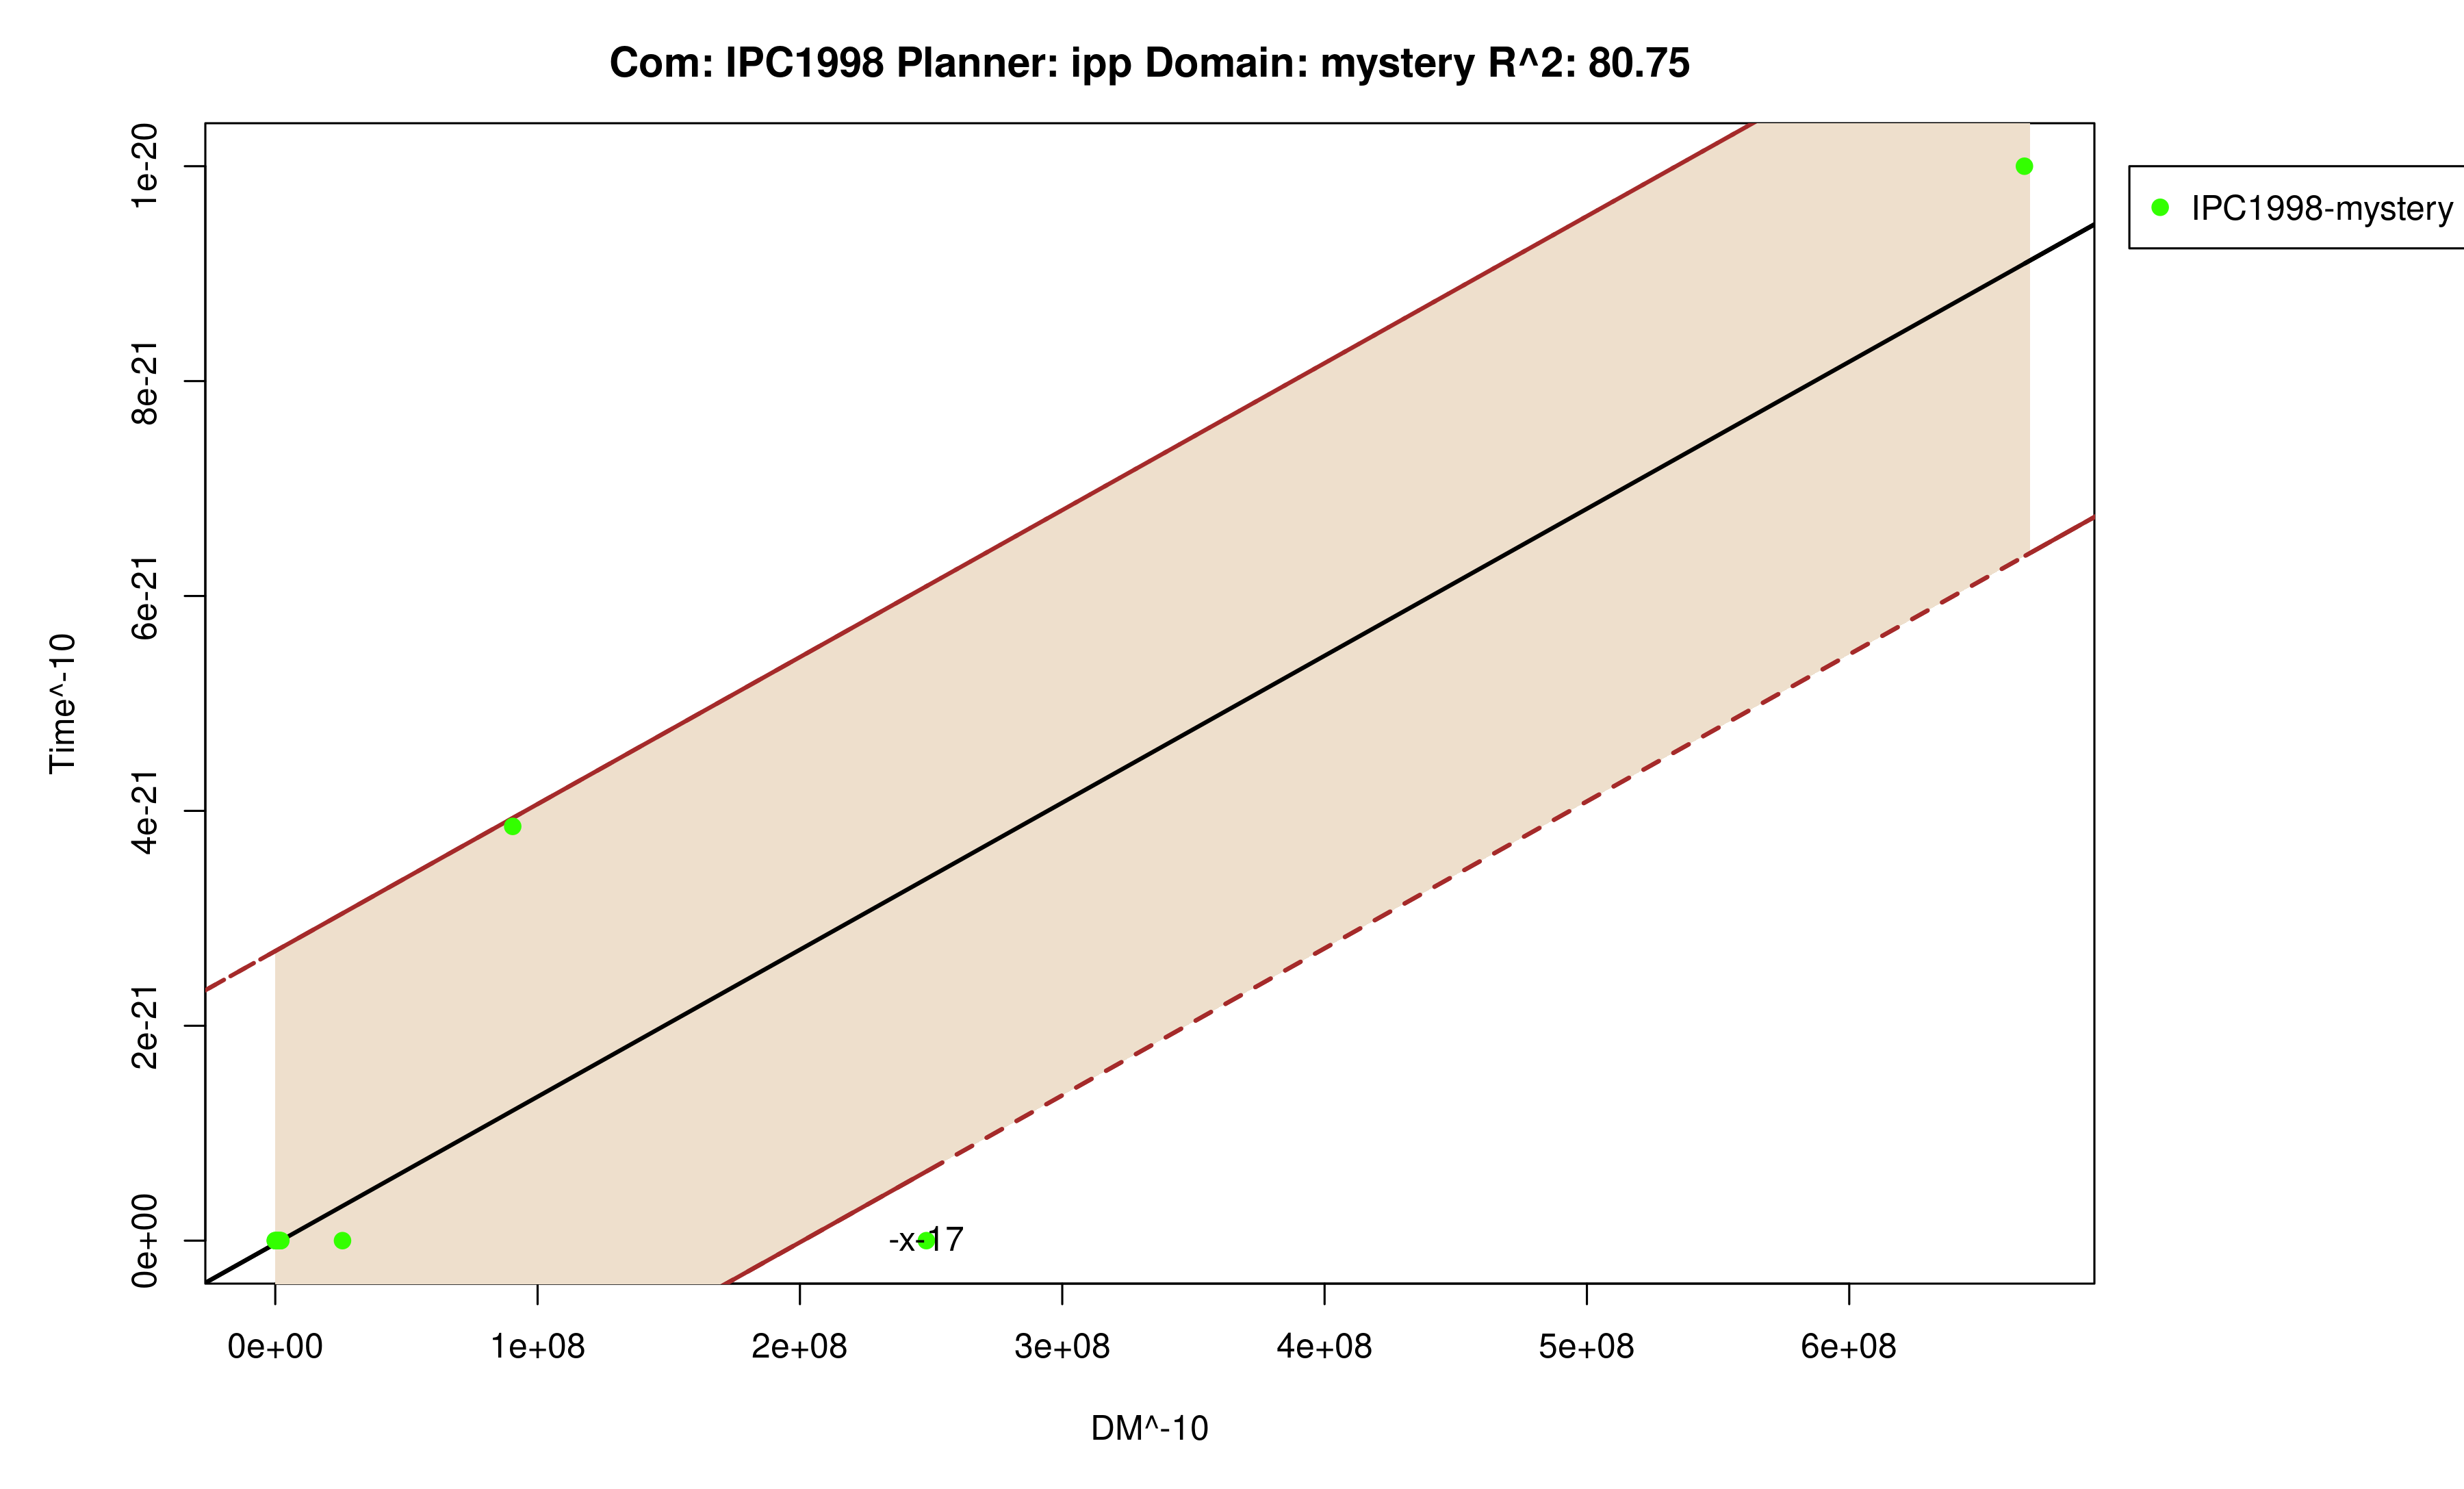 Com: IPC1998 Planner: ipp Domain: mystery R^2: 80.75
1e-20
8e-21
6e-21
4e-21
2e-21
0e+00
Time^-10
IPC1998-mystery
-x-17
0e+00 1e+08 2e+08 3e+08 4e+08 5e+08 6e+08
DM^-10